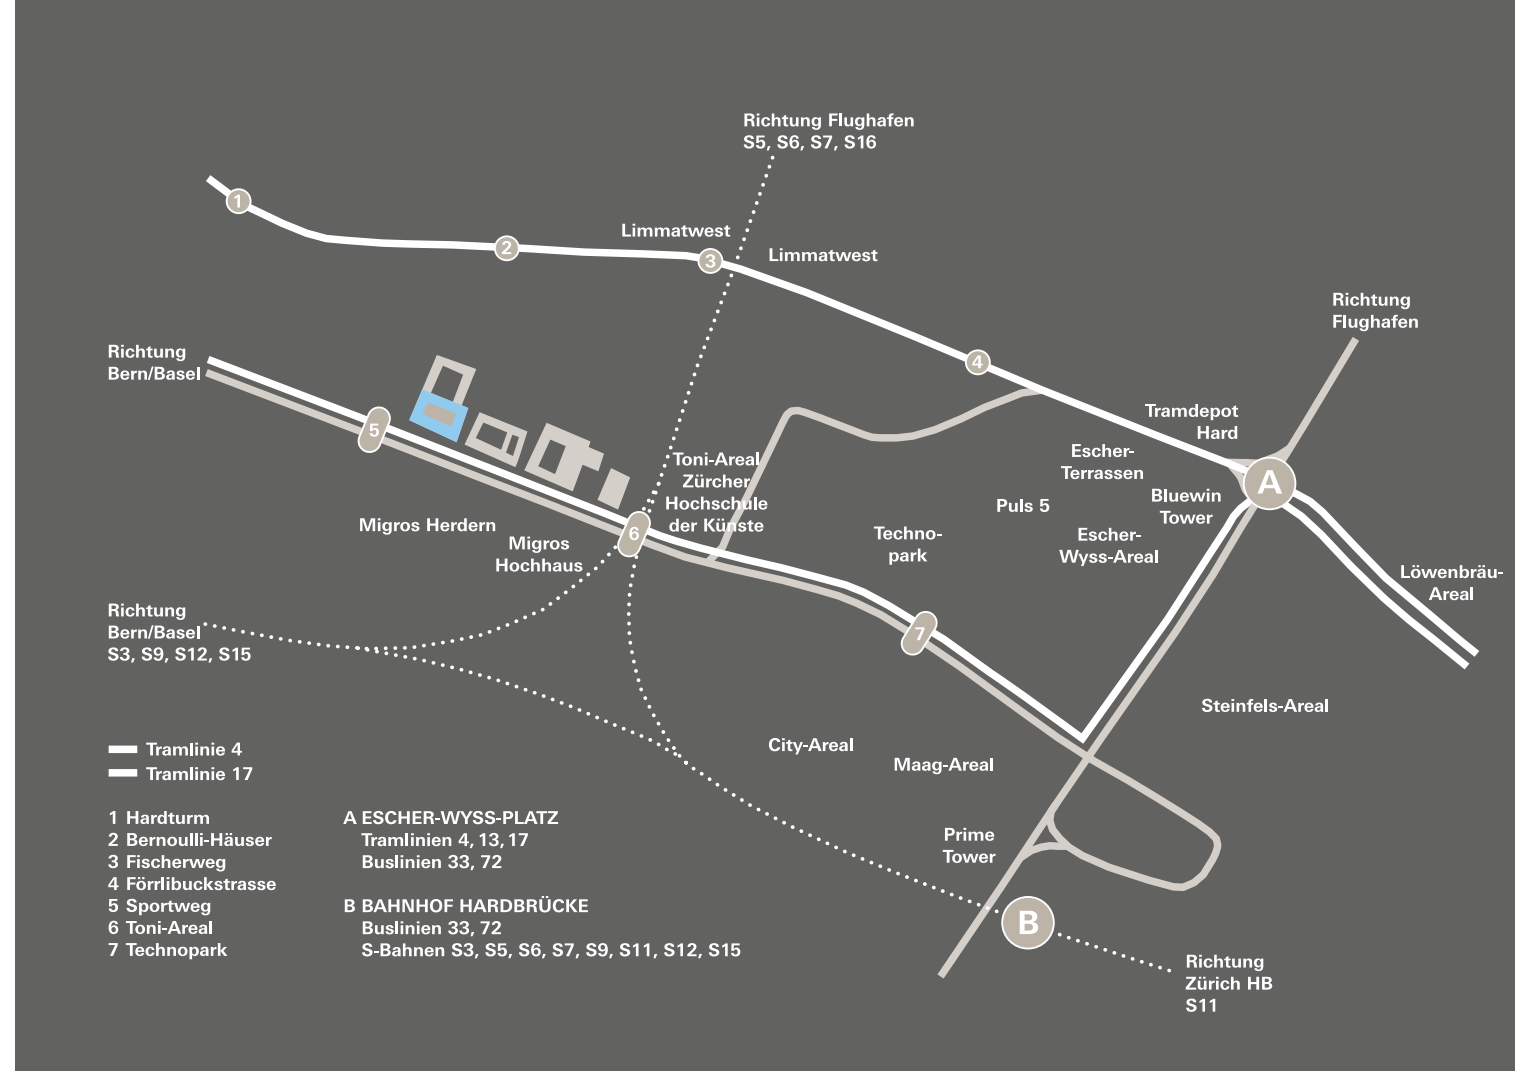 Richtung Flughafen
S5, S6, S7, S16
1
2
Limmatwest
3
Limmatwest
Richtung
Flughafen
Richtung
Bern/Basel
4
5
Tramdepot
Hard
Escher-
Terrassen
A
Bluewin
Tower
Puls 5
Toni-Areal
Zürcher
Hochschule
der Künste
6
Migros Herdern
Migros
Hochhaus
Techno-
park
Escher-
Wyss-Areal
Löwenbräu-
Areal
Richtung
Bern/Basel
S3, S9, S12, S15
7
Steinfels-Areal
City-Areal
Maag-Areal
Prime
Tower
B
Richtung
Zürich HB
S11
Tramlinie 4
Tramlinie 17
1 Hardturm
2 Bernoulli-Häuser
3 Fischerweg
4 Förrlibuckstrasse
5 Sportweg
6 Toni-Areal
7 Technopark
A ESCHER-WYSS-PLATZ
Tramlinien 4, 13, 17
Buslinien 33, 72
B BAHNHOF HARDBRÜCKE
Buslinien 33, 72
S-Bahnen S3, S5, S6, S7, S9, S11, S12, S15